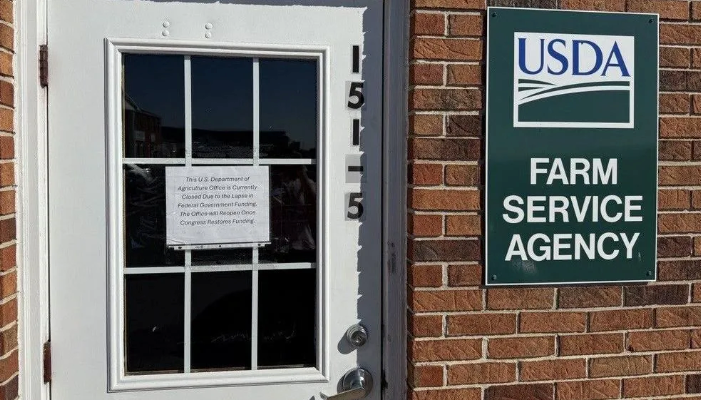 This U.S. Department of
Agriculture Office is Currently
Closed Due to the Lapse in
Federal Government Funding.
The Office will Reopen Once
Congress Restores Funding.
151-5
USDA
FARM
SERVICE
AGENCY